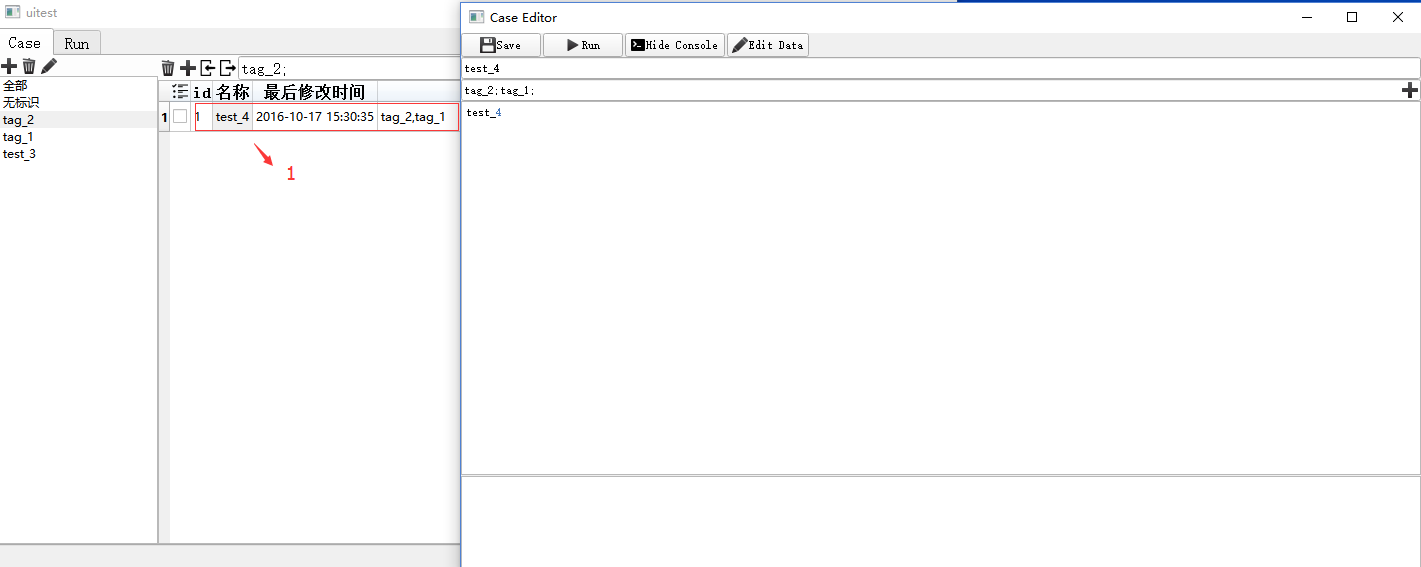 uitest
Case Run
全部
无标识
tag_2
tag_1
test_3
tag_2;
id 名称 最后修改时间
1 1 test_4 2016-10-17 15:30:35 tag_2,tag_1
1
Case Editor
Save Run Hide Console Edit Data
test_4
tag_2;tag_1;
test_4